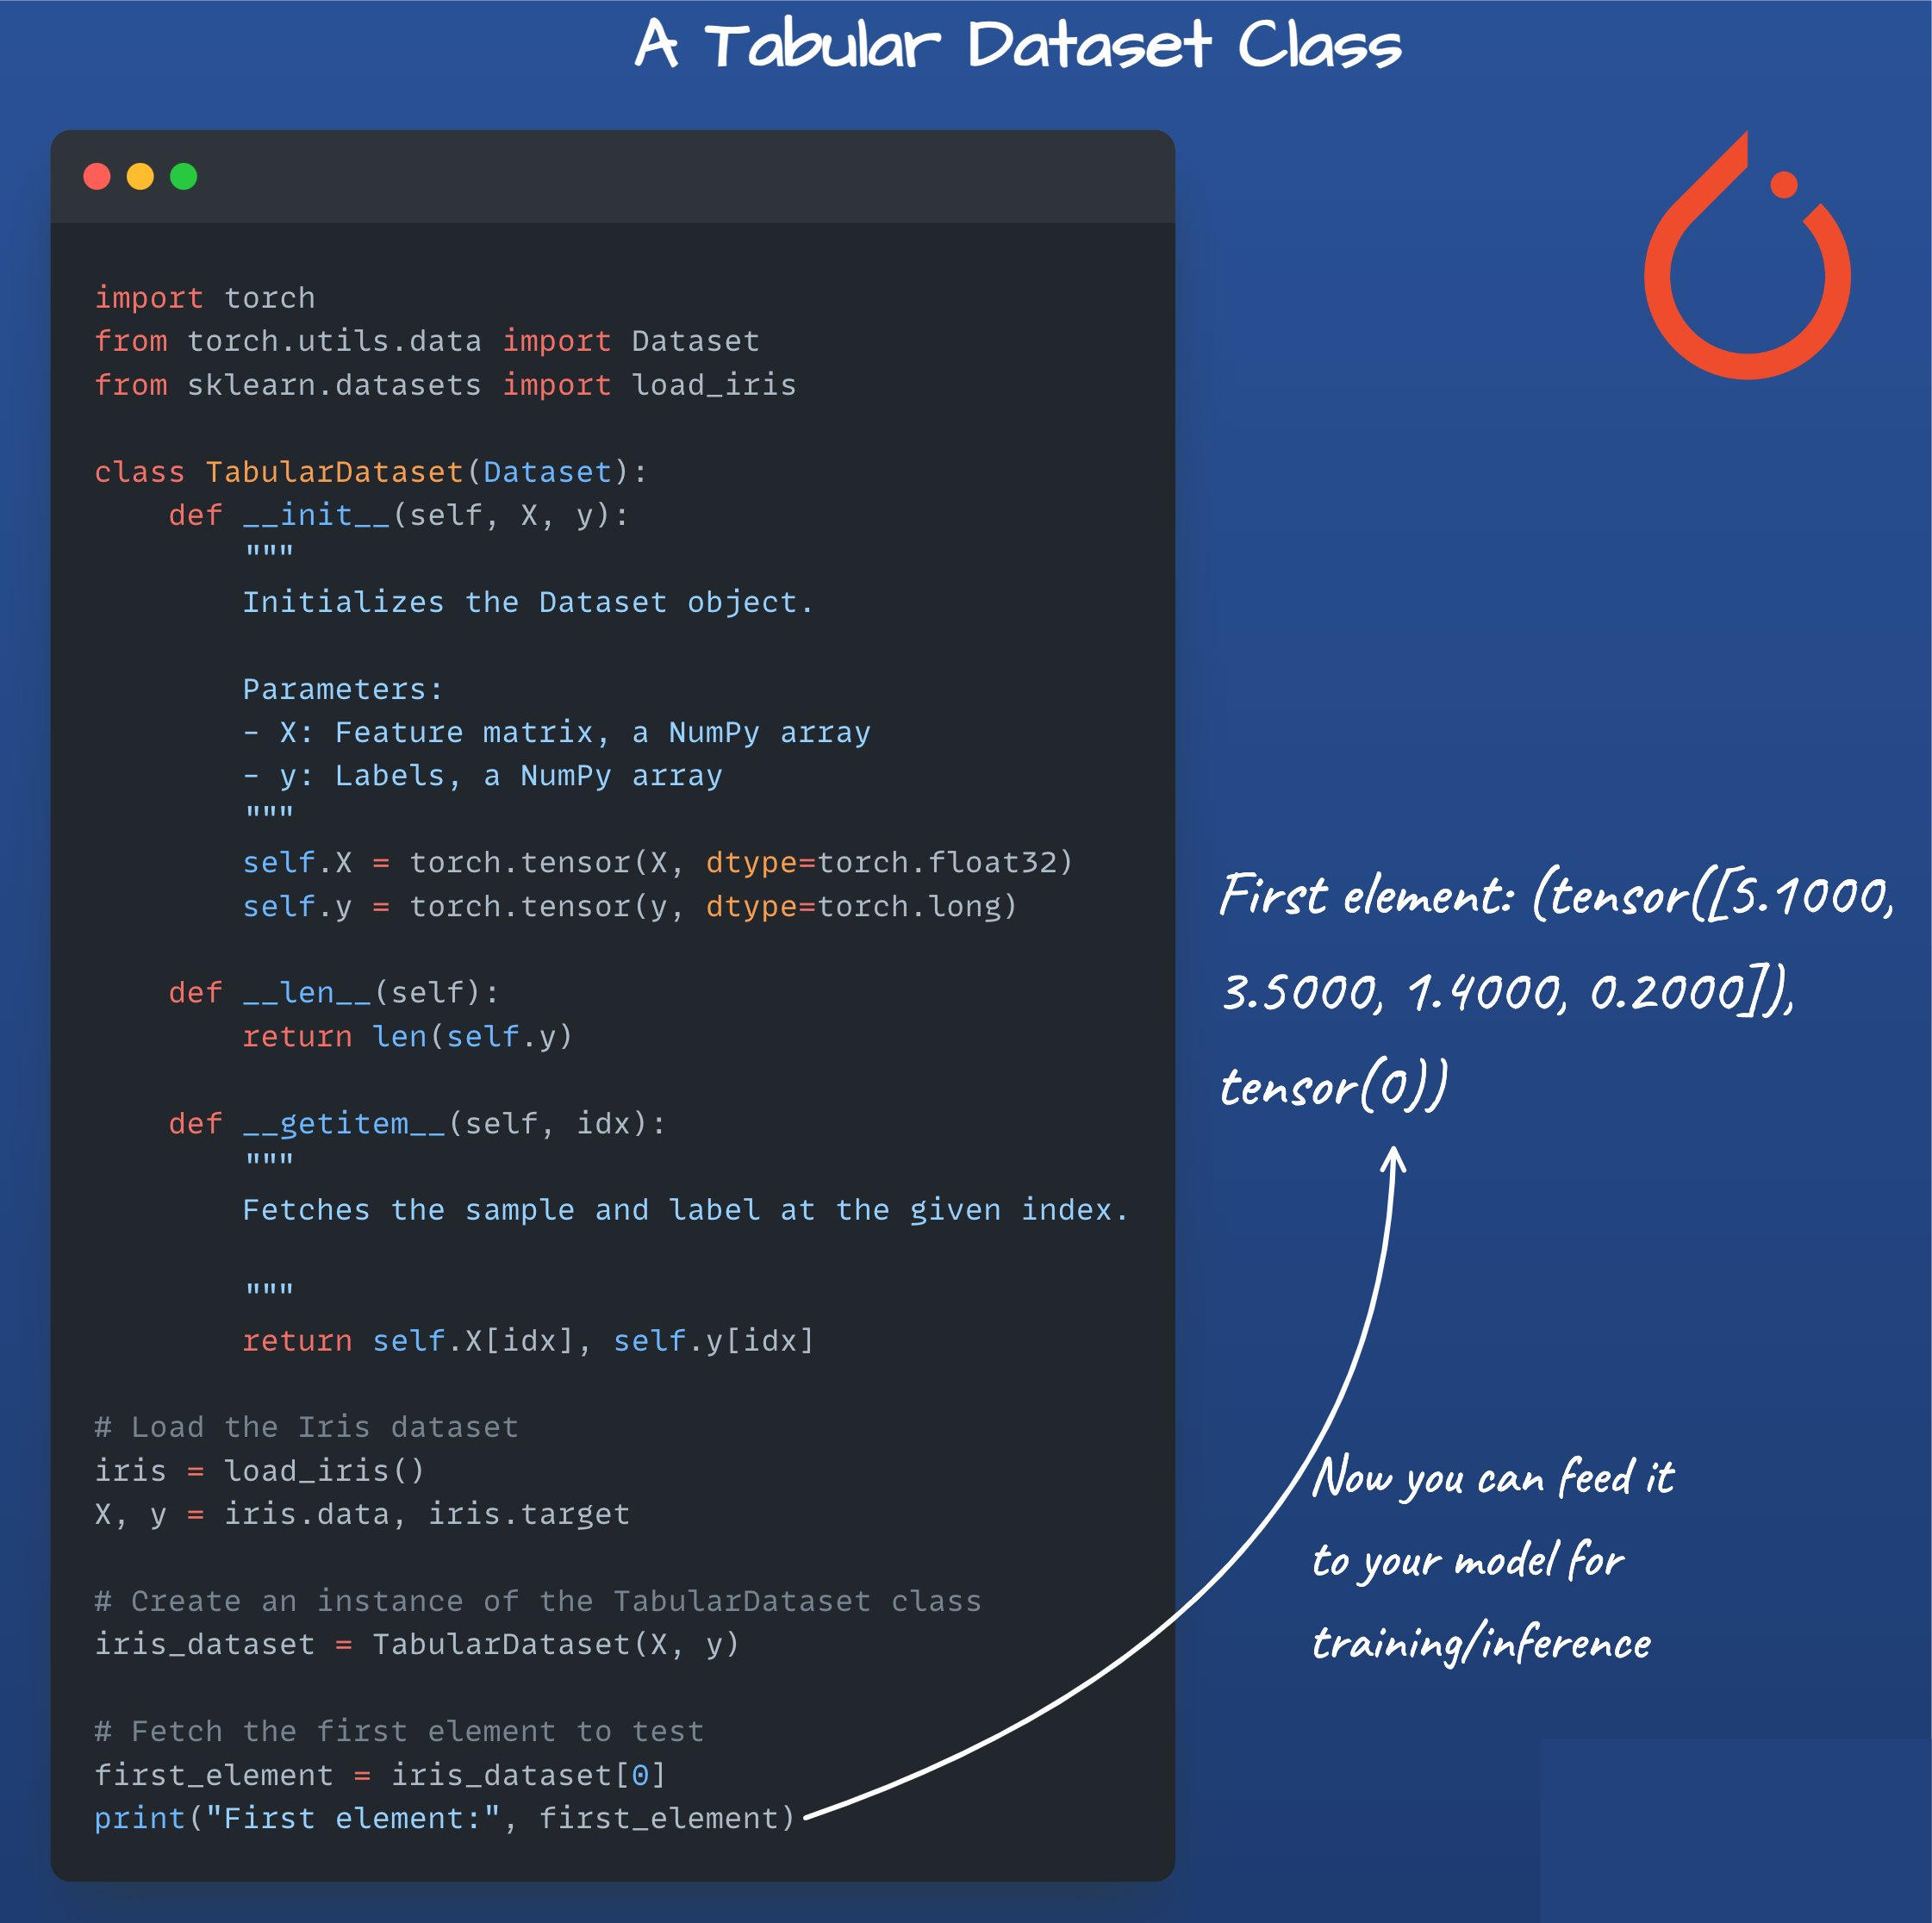 A Tabular Dataset Class
import torch
from torch.utils.data import Dataset
from sklearn.datasets import load_iris
class TabularDataset(Dataset):
    def __init__(self, X, y):
        """
        Initializes the Dataset object.
        Parameters:
        - X: Feature matrix, a NumPy array
        - y: Labels, a NumPy array
        """
        self.X = torch.tensor(X, dtype=torch.float32)
        self.y = torch.tensor(y, dtype=torch.long)
    def __len__(self):
        return len(self.y)
    def __getitem__(self, idx):
        """
        Fetches the sample and label at the given index.
        """
        return self.X[idx], self.y[idx]
# Load the Iris dataset
iris = load_iris()
X, y = iris.data, iris.target
# Create an instance of the TabularDataset class
iris_dataset = TabularDataset(X, y)
# Fetch the first element to test
first_element = iris_dataset[0]
print("First element:", first_element)
First element: (tensor([5.1000,
3.5000, 1.4000, 0.2000]),
tensor(0))
Now you can feed it
to your model for
training/inference